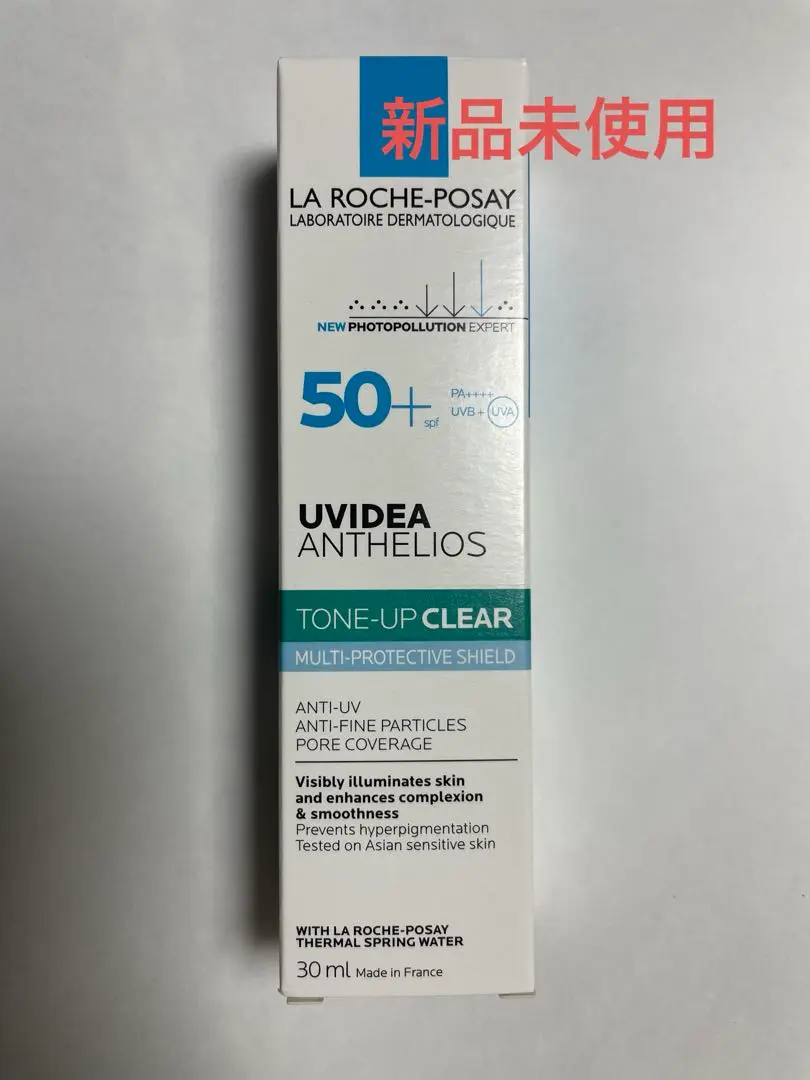 新品未使用
LA ROCHE-POSAY
LABORATOIRE DERMATOLOGIQUE
NEW PHOTOPOLLUTION EXPERT
50+ spf
PA++++
UVB + UVA
UVIDEA
ANTHELIOS
TONE-UP CLEAR
MULTI-PROTECTIVE SHIELD
ANTI-UV
ANTI-FINE PARTICLES
PORE COVERAGE
Visibly illuminates skin
and enhances complexion
& smoothness
Prevents hyperpigmentation
Tested on Asian sensitive skin
WITH LA ROCHE-POSAY
THERMAL SPRING WATER
30 ml Made in France